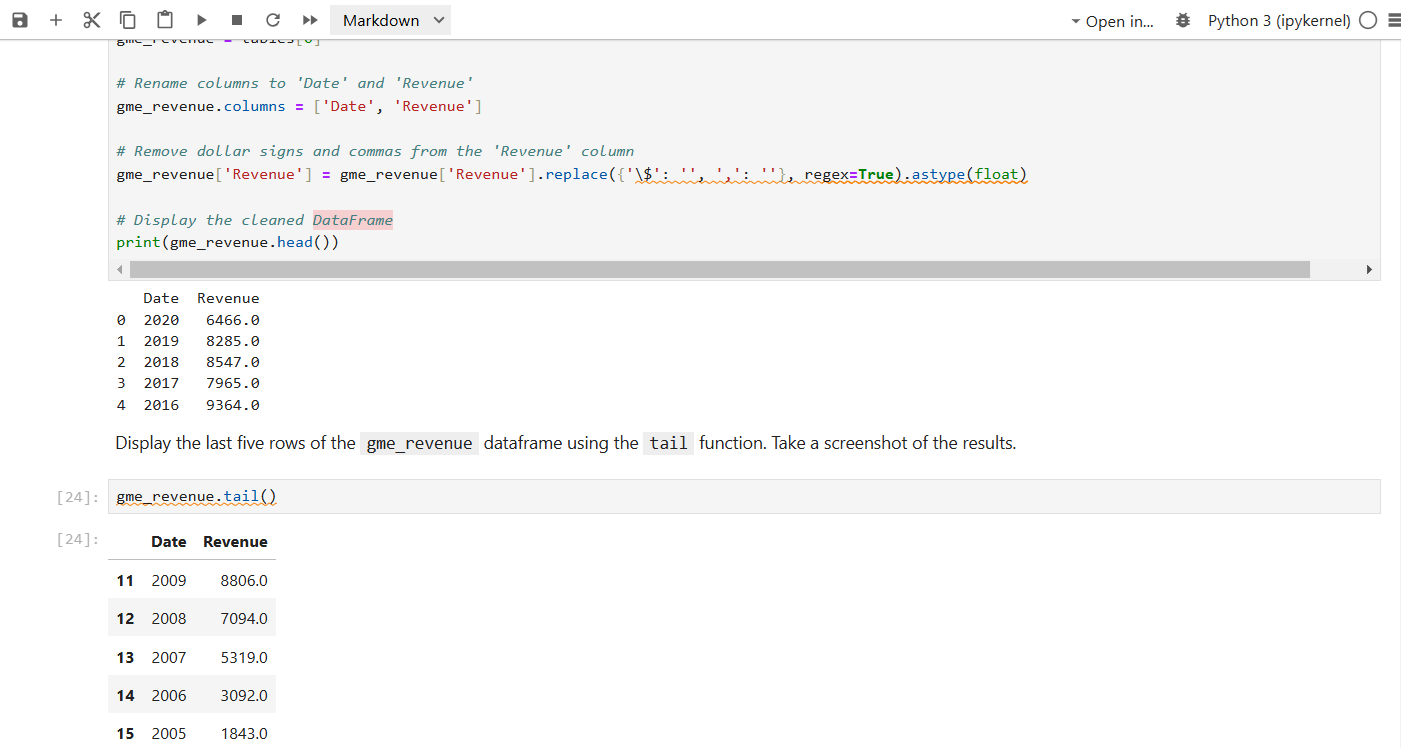 Markdown Open in... Python 3 (ipykernel)
gme_revenue = tables[0]
# Rename columns to 'Date' and 'Revenue'
gme_revenue.columns = ['Date', 'Revenue']
# Remove dollar signs and commas from the 'Revenue' column
gme_revenue['Revenue'] = gme_revenue['Revenue'].replace({'\$': '', ',': ''}, regex=True).astype(float)
# Display the cleaned DataFrame
print(gme_revenue.head())
Date Revenue
0 2020 6466.0
1 2019 8285.0
2 2018 8547.0
3 2017 7965.0
4 2016 9364.0
Display the last five rows of the gme_revenue dataframe using the tail function. Take a screenshot of the results.
[24]: gme_revenue.tail()
[24]: Date Revenue
11 2009 8806.0
12 2008 7094.0
13 2007 5319.0
14 2006 3092.0
15 2005 1843.0